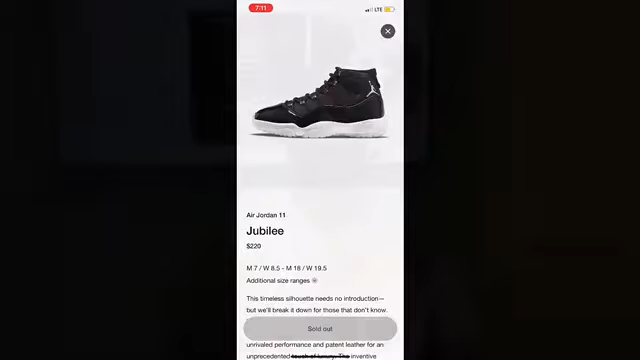 7:11
LTE
Air Jordan 11
Jubilee
$220
M 7 / W 8.5 - M 18 / W 19.5
Additional size ranges
This timeless silhouette needs no introduction—
but we'll break it down for those that don't know.
Sold out
unrivaled performance and patent leather for an
unprecedented touch of luxury. The inventive